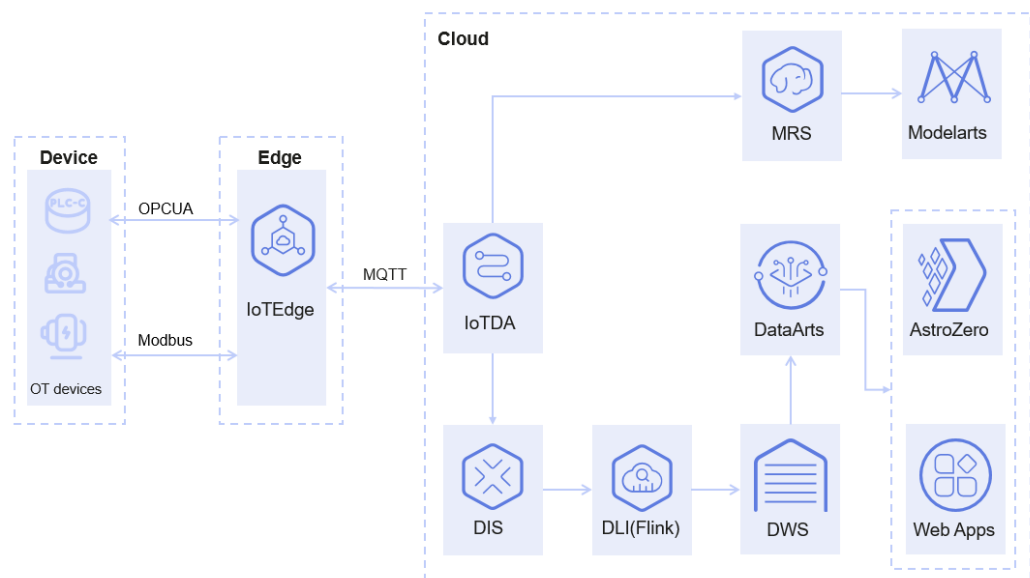 Cloud
MRS
Modelarts
Device
Edge
PLC-C
OPCUA
MQTT
IoTEdge
IoTDA
DataArts
AstroZero
Modbus
OT devices
DIS
DLI(Flink)
DWS
Web Apps